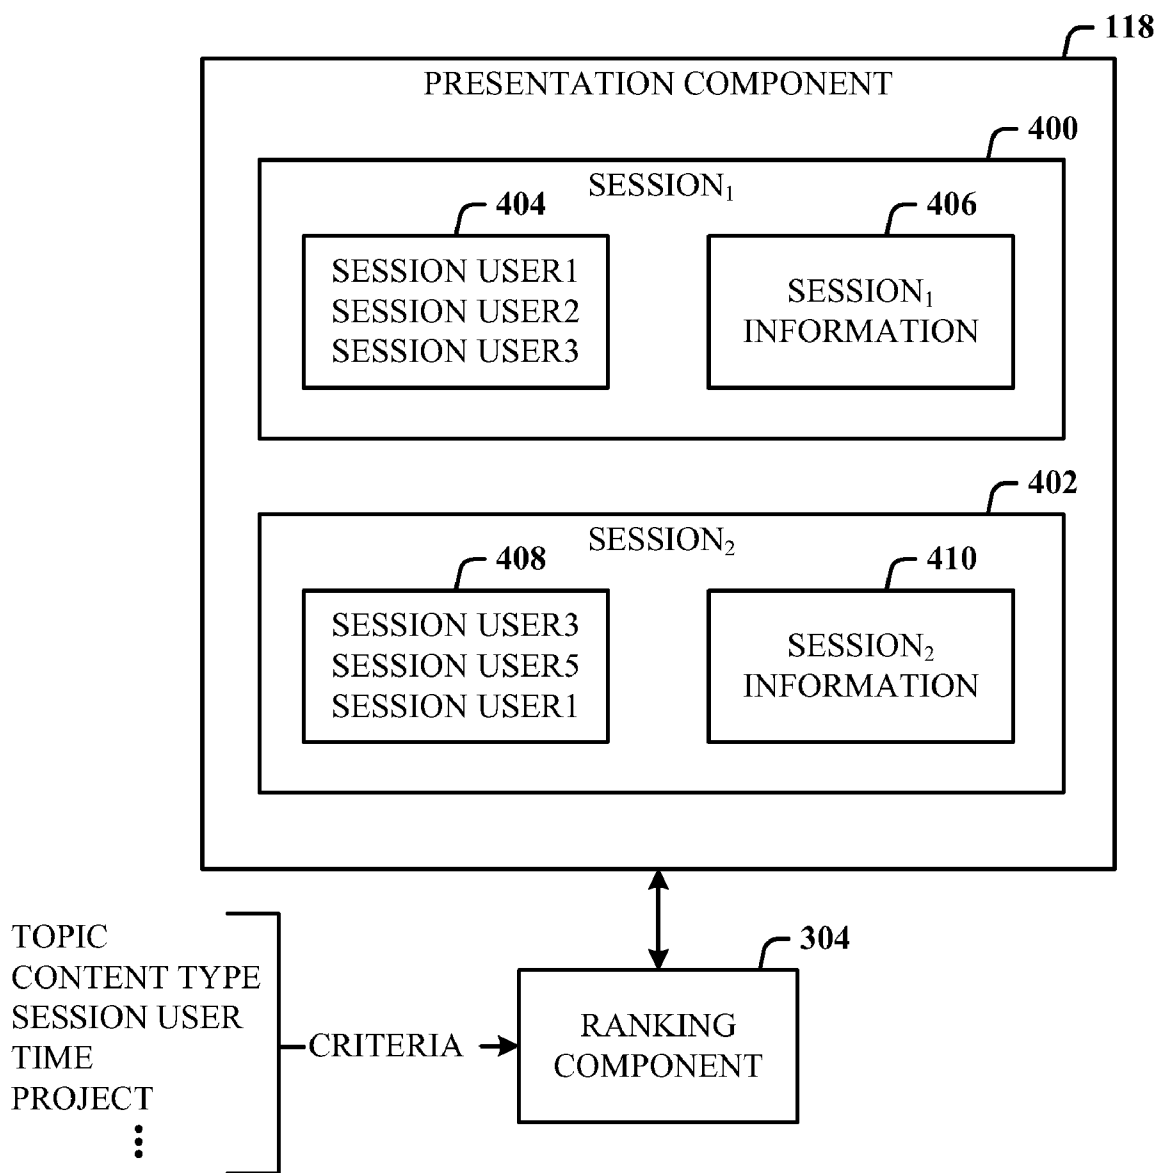 118
PRESENTATION COMPONENT
400
SESSION₁
404
406
SESSION USER1
SESSION USER2
SESSION USER3
SESSION₁
INFORMATION
402
SESSION₂
408
410
SESSION USER3
SESSION USER5
SESSION USER1
SESSION₂
INFORMATION
304
TOPIC
CONTENT TYPE
SESSION USER
TIME
PROJECT
⋮
CRITERIA
RANKING
COMPONENT